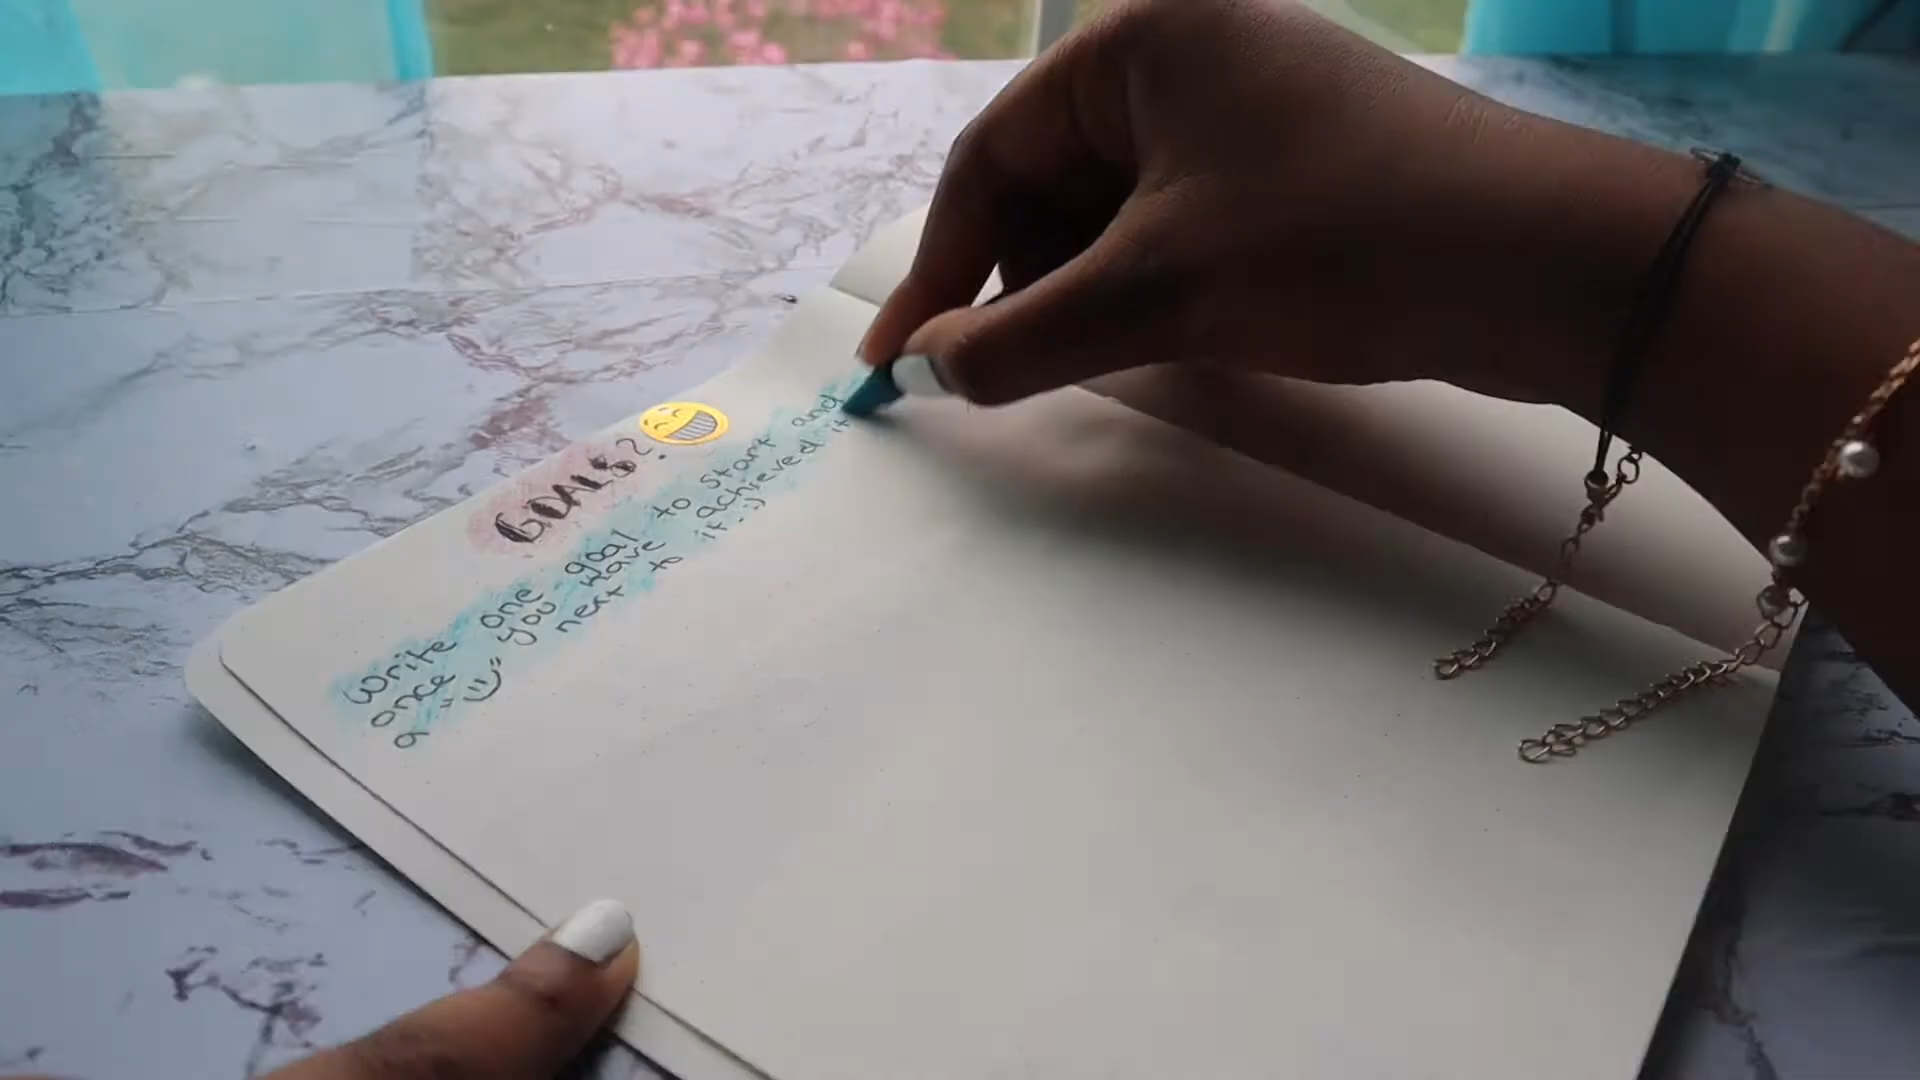 GOALS?
Write one goal to start and
once you have achieved it
a :) next to it. :)